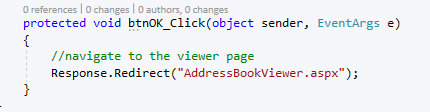 0 references | 0 changes | 0 authors, 0 changes
protected void btnOK_Click(object sender, EventArgs e)
{
//navigate to the viewer page
Response.Redirect("AddressBookViewer.aspx");
}